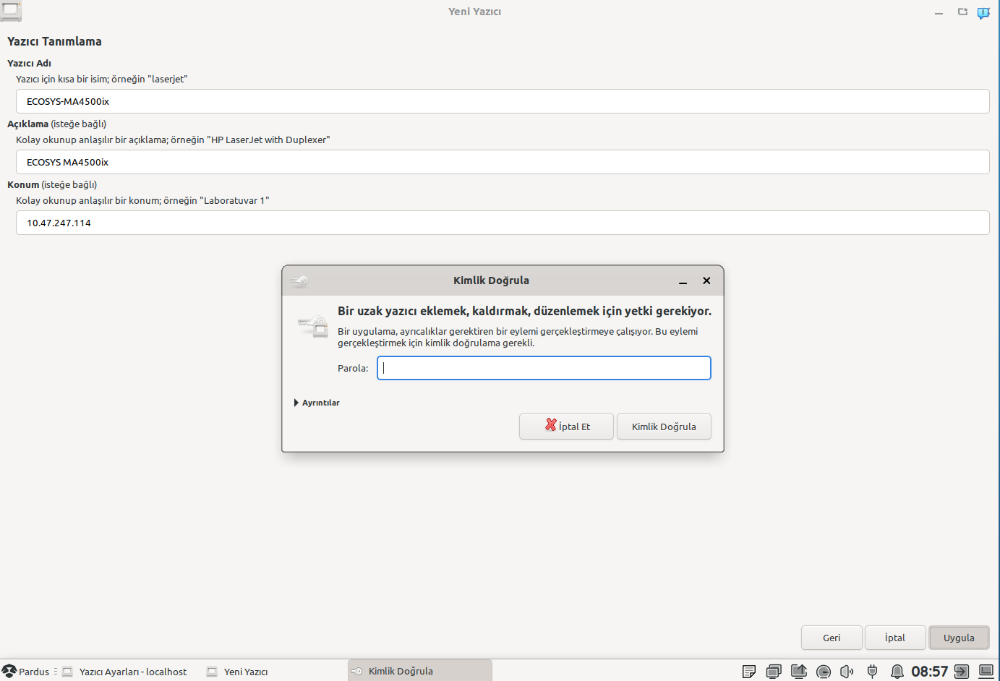 Yeni Yazıcı
Yazıcı Tanımlama
Yazıcı Adı
Yazıcı için kısa bir isim; örneğin "laserjet"
ECOSYS-MA4500ix
Açıklama (isteğe bağlı)
Kolay okunup anlaşılır bir açıklama; örneğin "HP LaserJet with Duplexer"
ECOSYS MA4500ix
Konum (isteğe bağlı)
Kolay okunup anlaşılır bir konum; örneğin "Laboratuvar 1"
10.47.247.114
Kimlik Doğrula
Bir uzak yazıcı eklemek, kaldırmak, düzenlemek için yetki gerekiyor.
Bir uygulama, ayrıcalıklar gerektiren bir eylemi gerçekleştirmeye çalışıyor. Bu eylemi
gerçekleştirmek için kimlik doğrulama gerekli.
Parola:
Ayrıntılar
İptal Et
Kimlik Doğrula
Geri
İptal
Uygula
Pardus
Yazıcı Ayarları - localhost
Yeni Yazıcı
Kimlik Doğrula
08:57